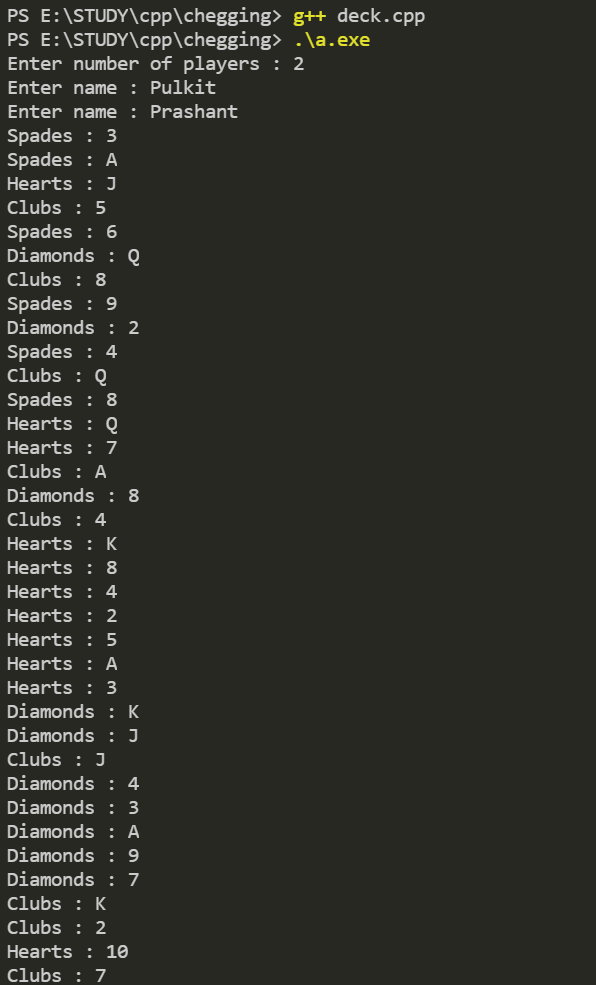 PS E:\STUDY\cpp\chegging> g++ deck.cpp
PS E:\STUDY\cpp\chegging> .\a.exe
Enter number of players : 2
Enter name : Pulkit
Enter name : Prashant
Spades : 3
Spades : A
Hearts : J
Clubs : 5
Spades : 6
Diamonds : Q
Clubs : 8
Spades : 9
Diamonds : 2
Spades : 4
Clubs : Q
Spades : 8
Hearts : Q
Hearts : 7
Clubs : A
Diamonds : 8
Clubs : 4
Hearts : K
Hearts : 8
Hearts : 4
Hearts : 2
Hearts : 5
Hearts : A
Hearts : 3
Diamonds : K
Diamonds : J
Clubs : J
Diamonds : 4
Diamonds : 3
Diamonds : A
Diamonds : 9
Diamonds : 7
Clubs : K
Clubs : 2
Hearts : 10
Clubs : 7